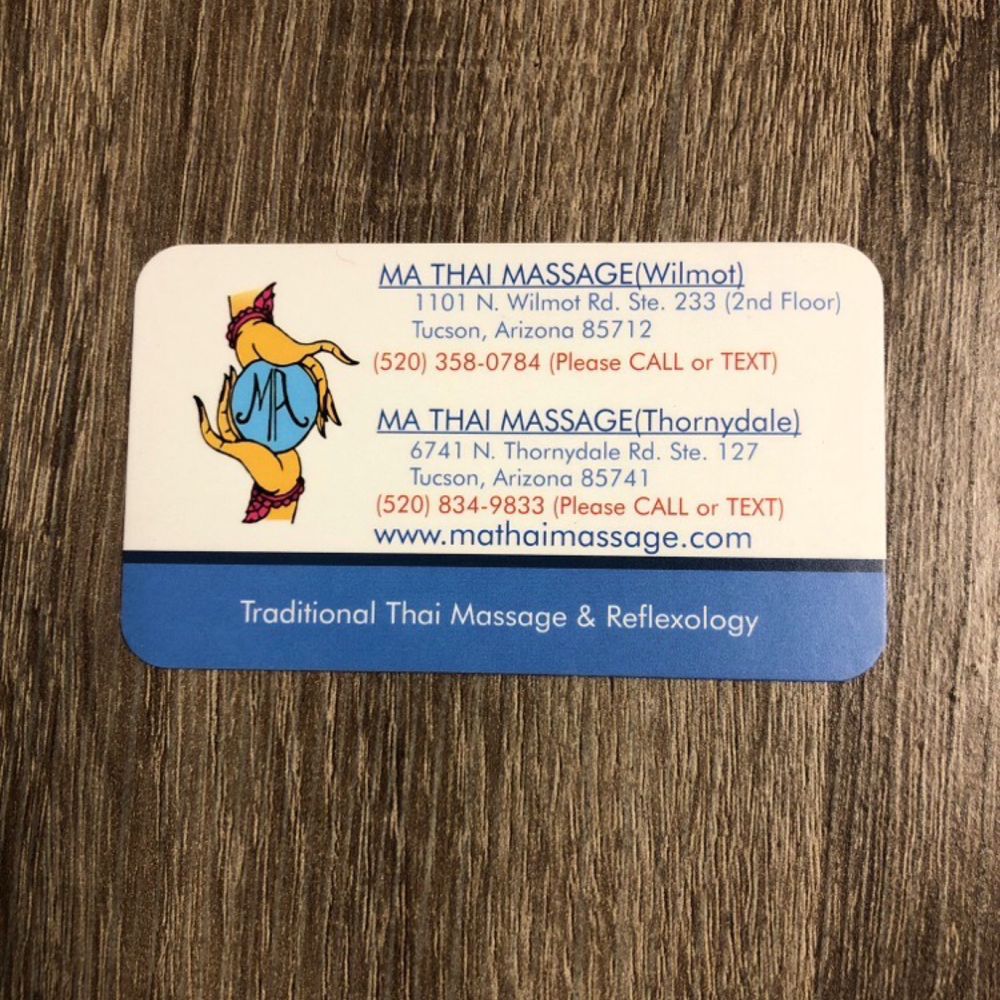 MA
MA THAI MASSAGE(Wilmot)
1101 N. Wilmot Rd. Ste. 233 (2nd Floor)
Tucson, Arizona 85712
(520) 358-0784 (Please CALL or TEXT)
MA THAI MASSAGE(Thornydale)
6741 N. Thornydale Rd. Ste. 127
Tucson, Arizona 85741
(520) 834-9833 (Please CALL or TEXT)
www.mathaimassage.com
Traditional Thai Massage & Reflexology